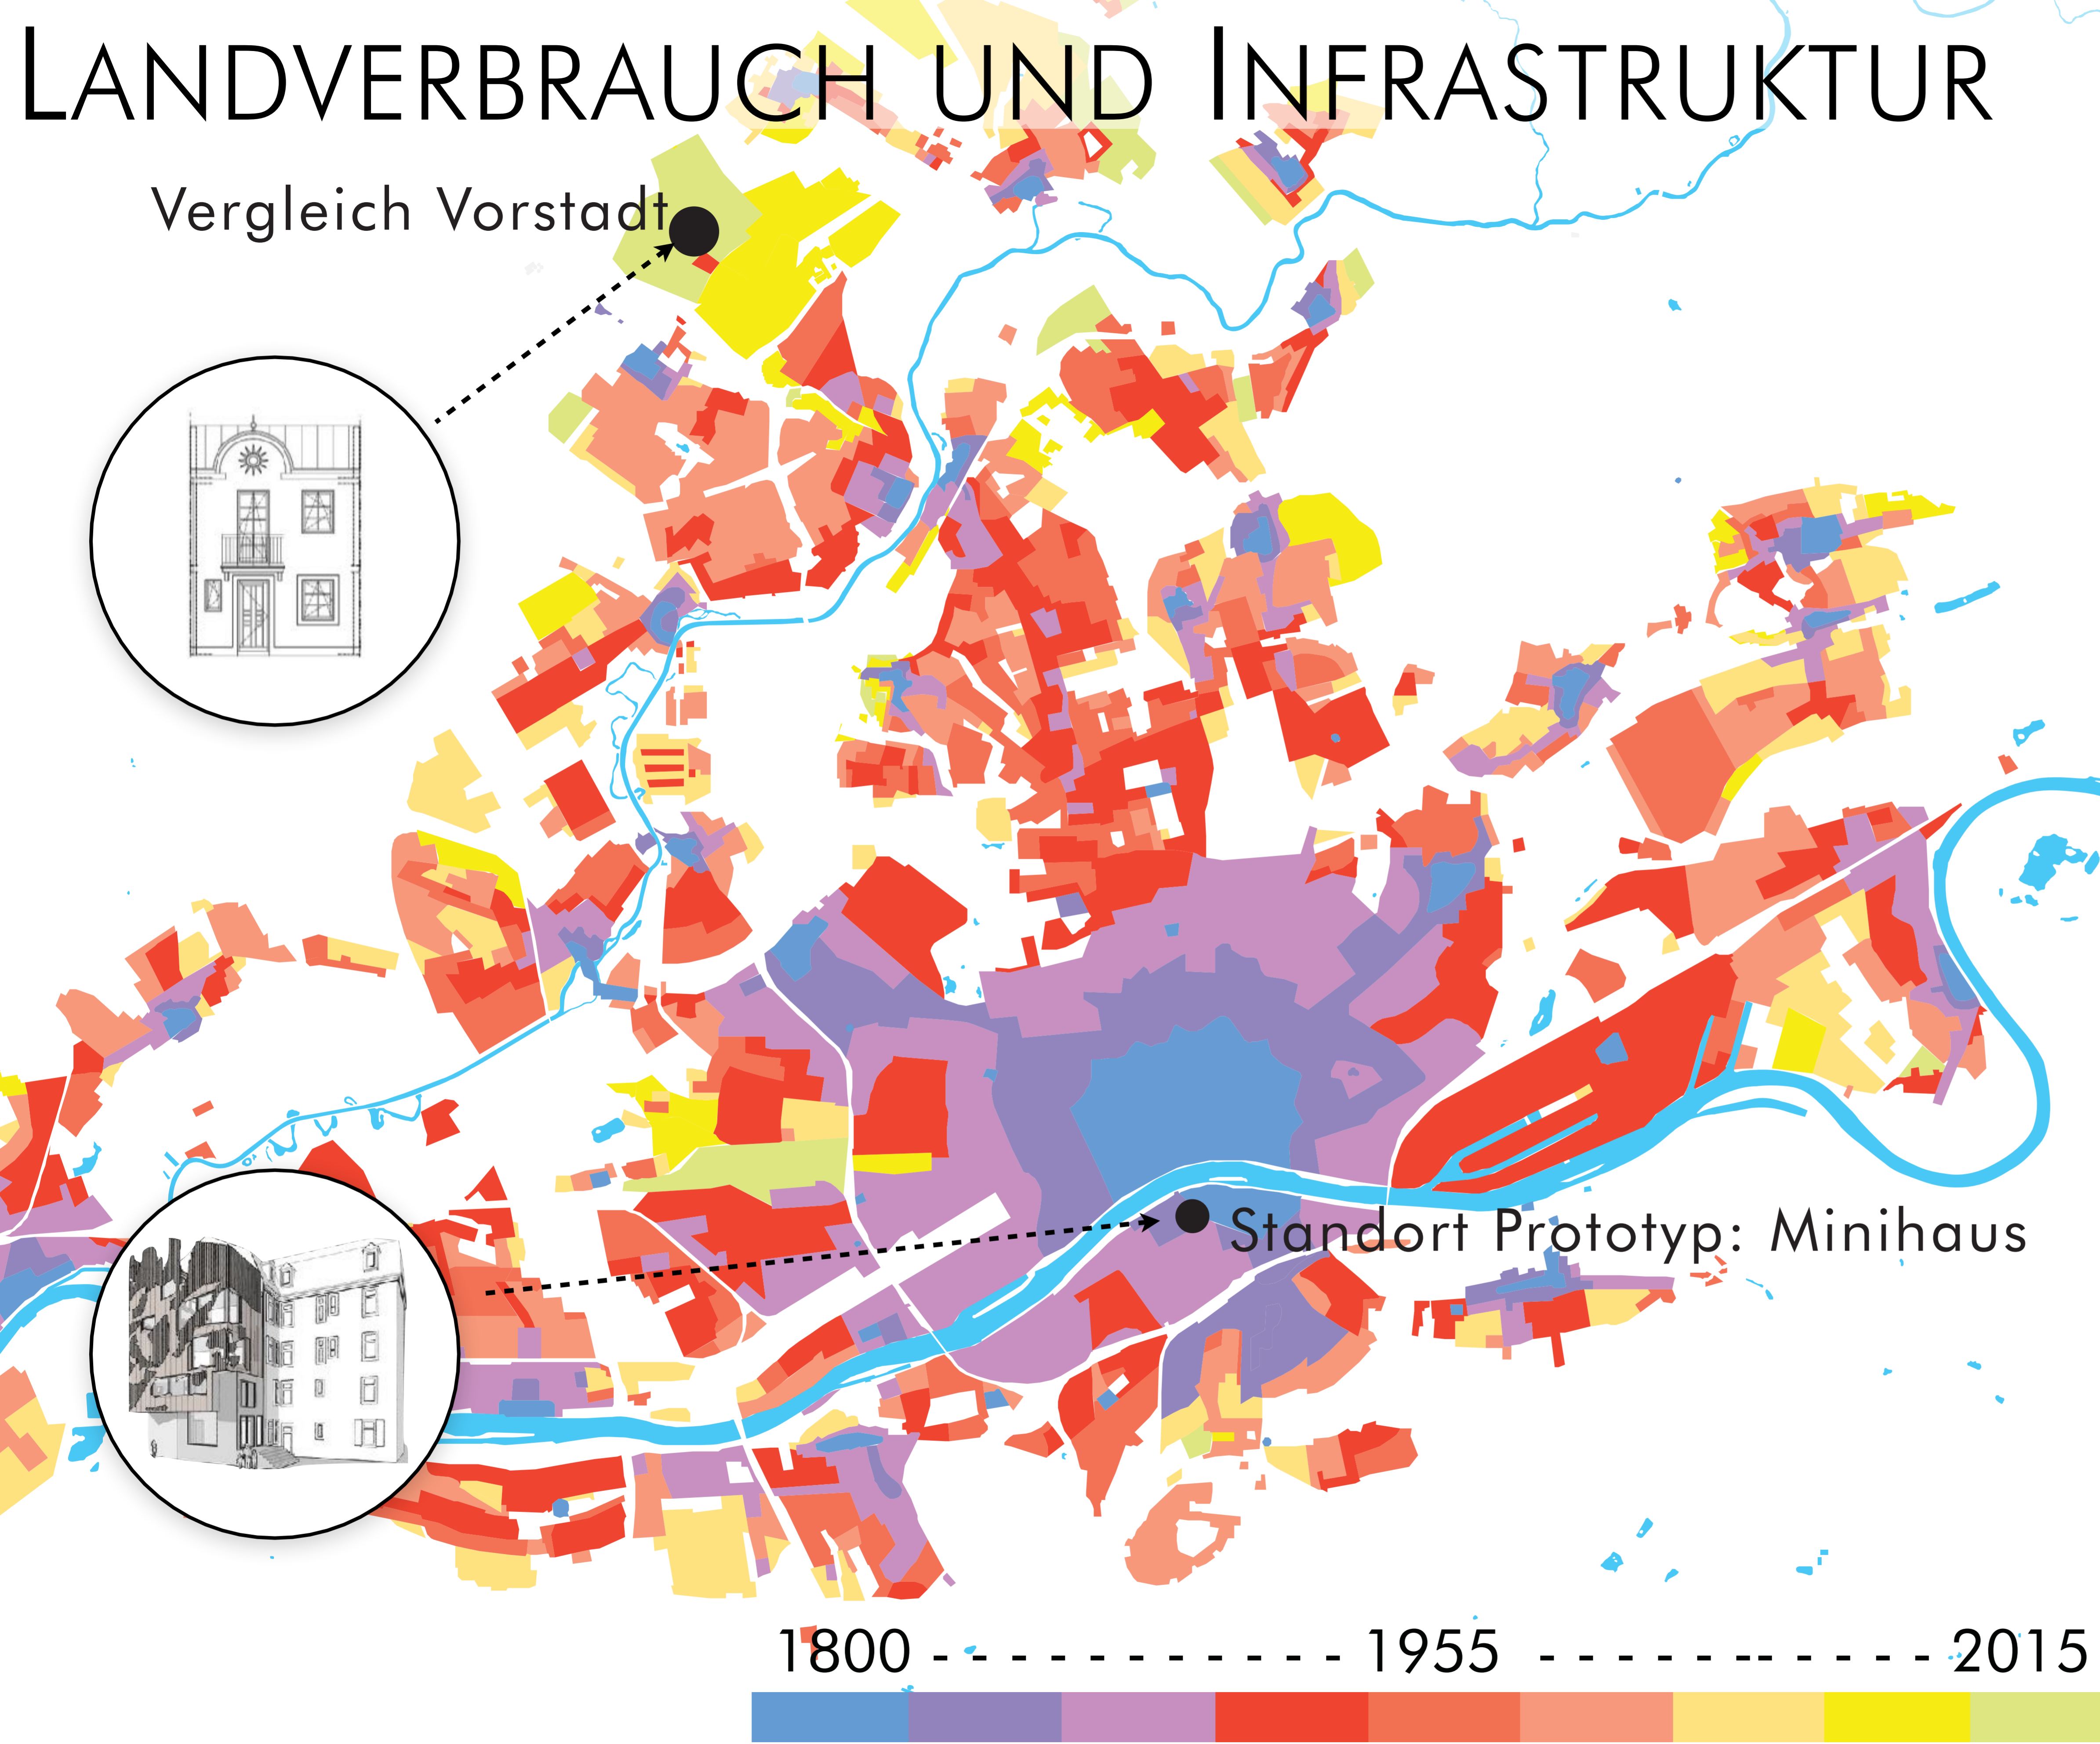 LANDVERBRAUCH UND INFRASTRUKTUR
Vergleich Vorstadt
Standort Prototyp: Minihaus
1800 1955 2015